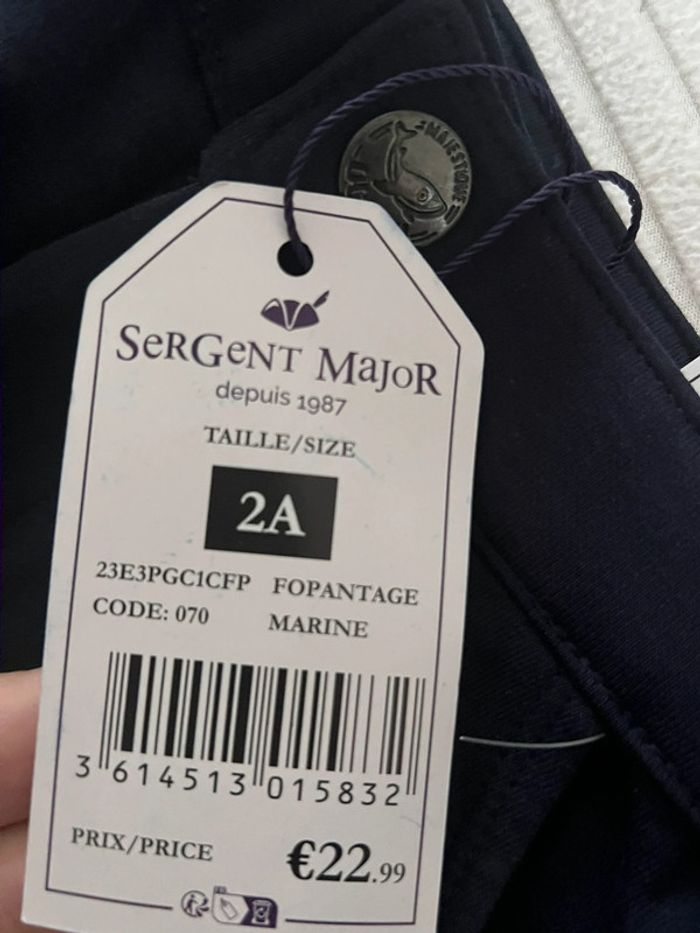 MAJESTIQUE
SeRGeNT MaJoR
depuis 1987
TAILLE/SIZE
2A
23E3PGC1CFP FOPANTAGE
CODE: 070 MARINE
3 614513 015832
PRIX/PRICE €22.99